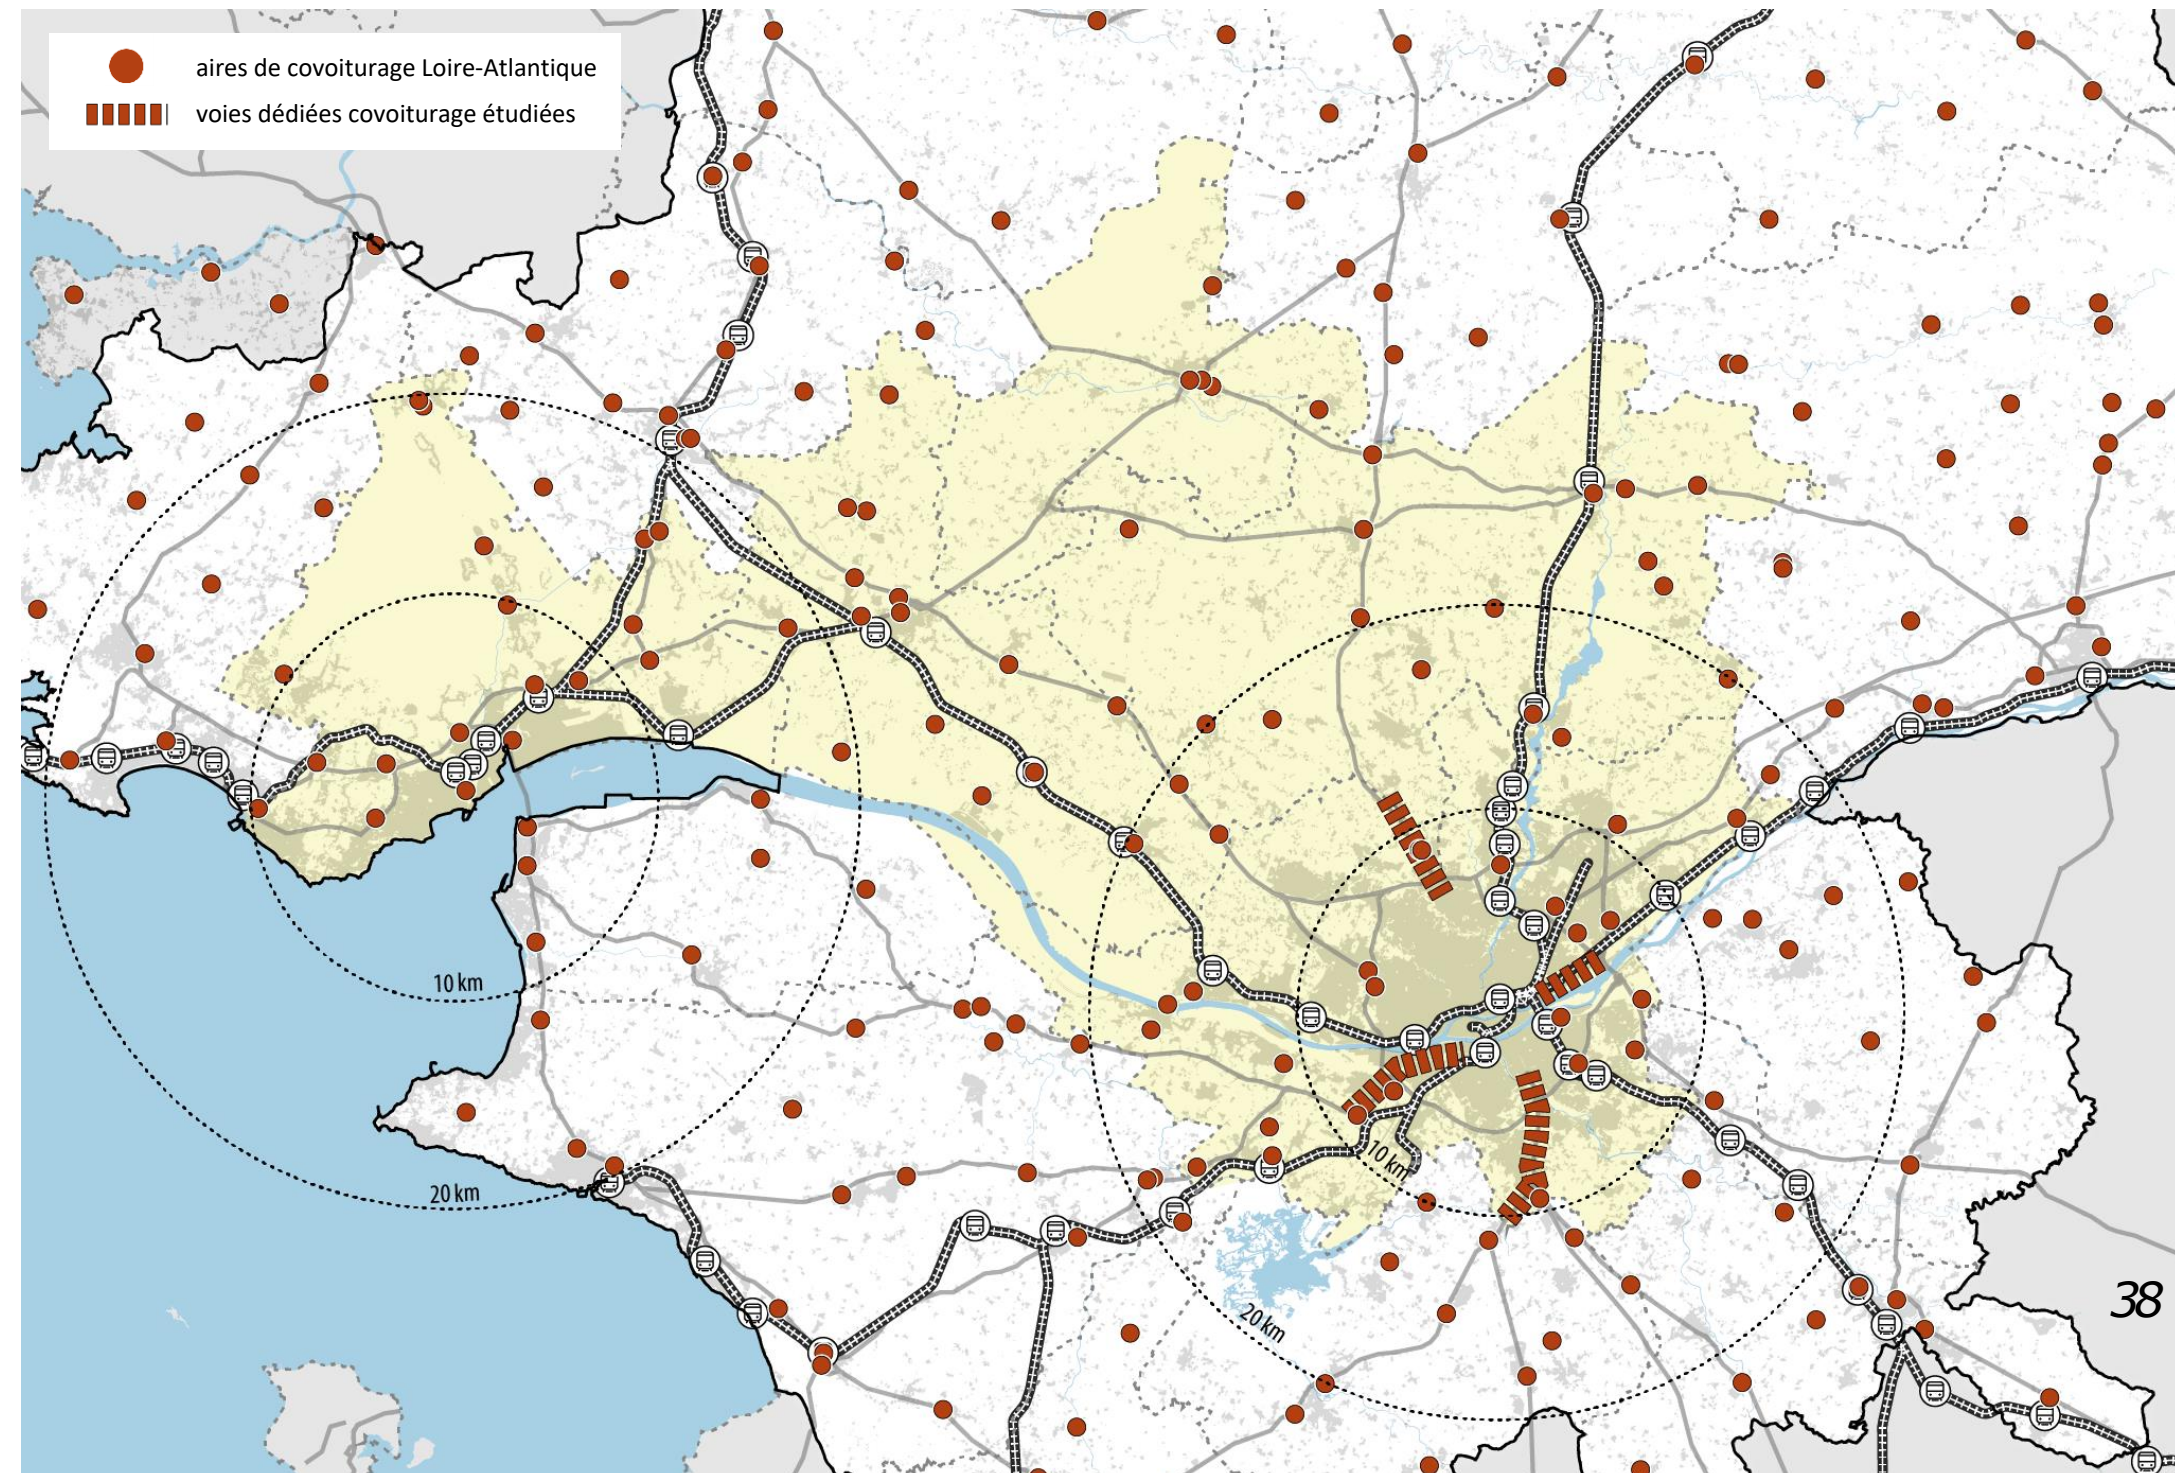 aires de covoiturage Loire-Atlantique
voies dédiées covoiturage étudiées
10 km
20 km
10 km
20 km
38